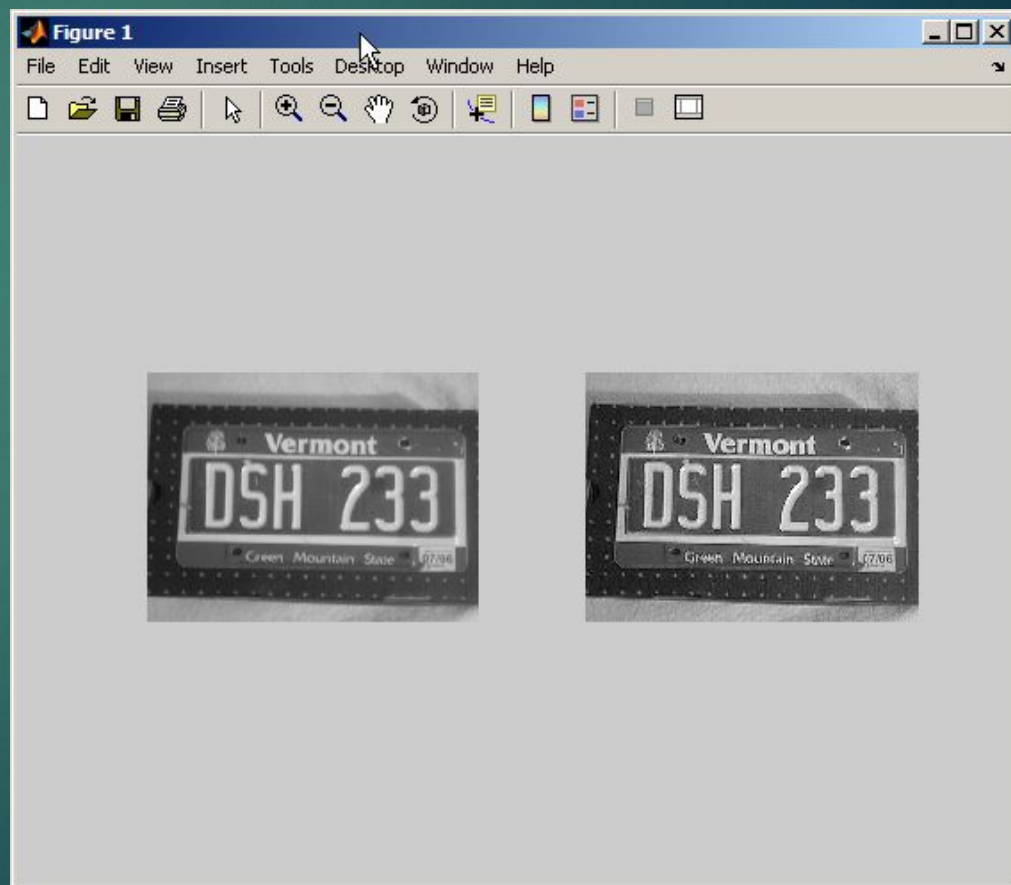 Figure 1
File Edit View Insert Tools Desktop Window Help
Vermont
DSH 233
Green Mountain State
07/06
Vermont
DSH 233
Green Mountain State
07/06